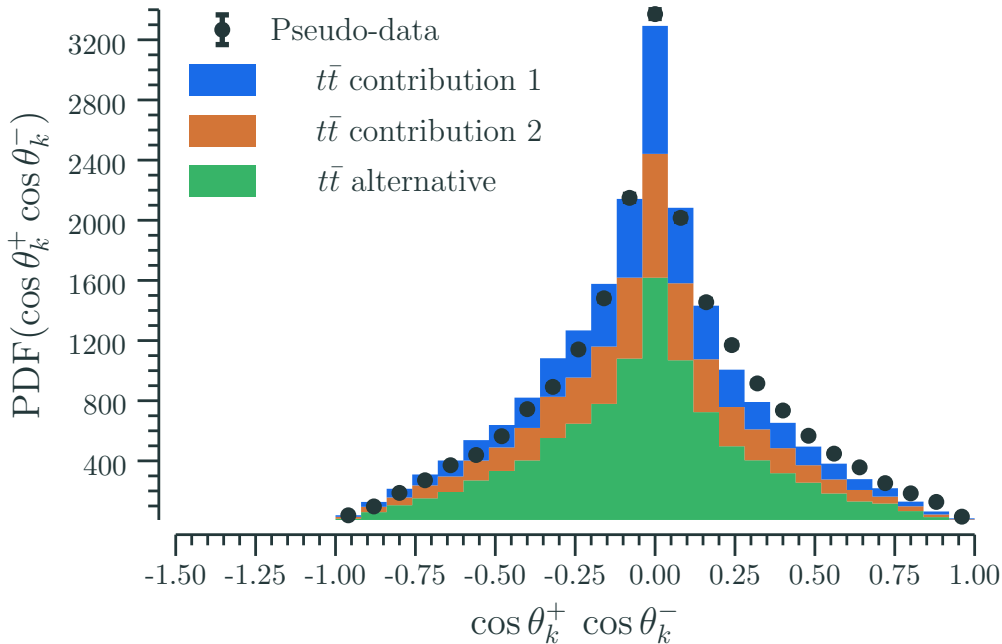 Pseudo-data
tt̄ contribution 1
tt̄ contribution 2
tt̄ alternative
PDF(cos θ_k^+ cos θ_k^-)
3200
2800
2400
2000
1600
1200
800
400
-1.50 -1.25 -1.00 -0.75 -0.50 -0.25 0.00 0.25 0.50 0.75 1.00
cos θ_k^+ cos θ_k^-